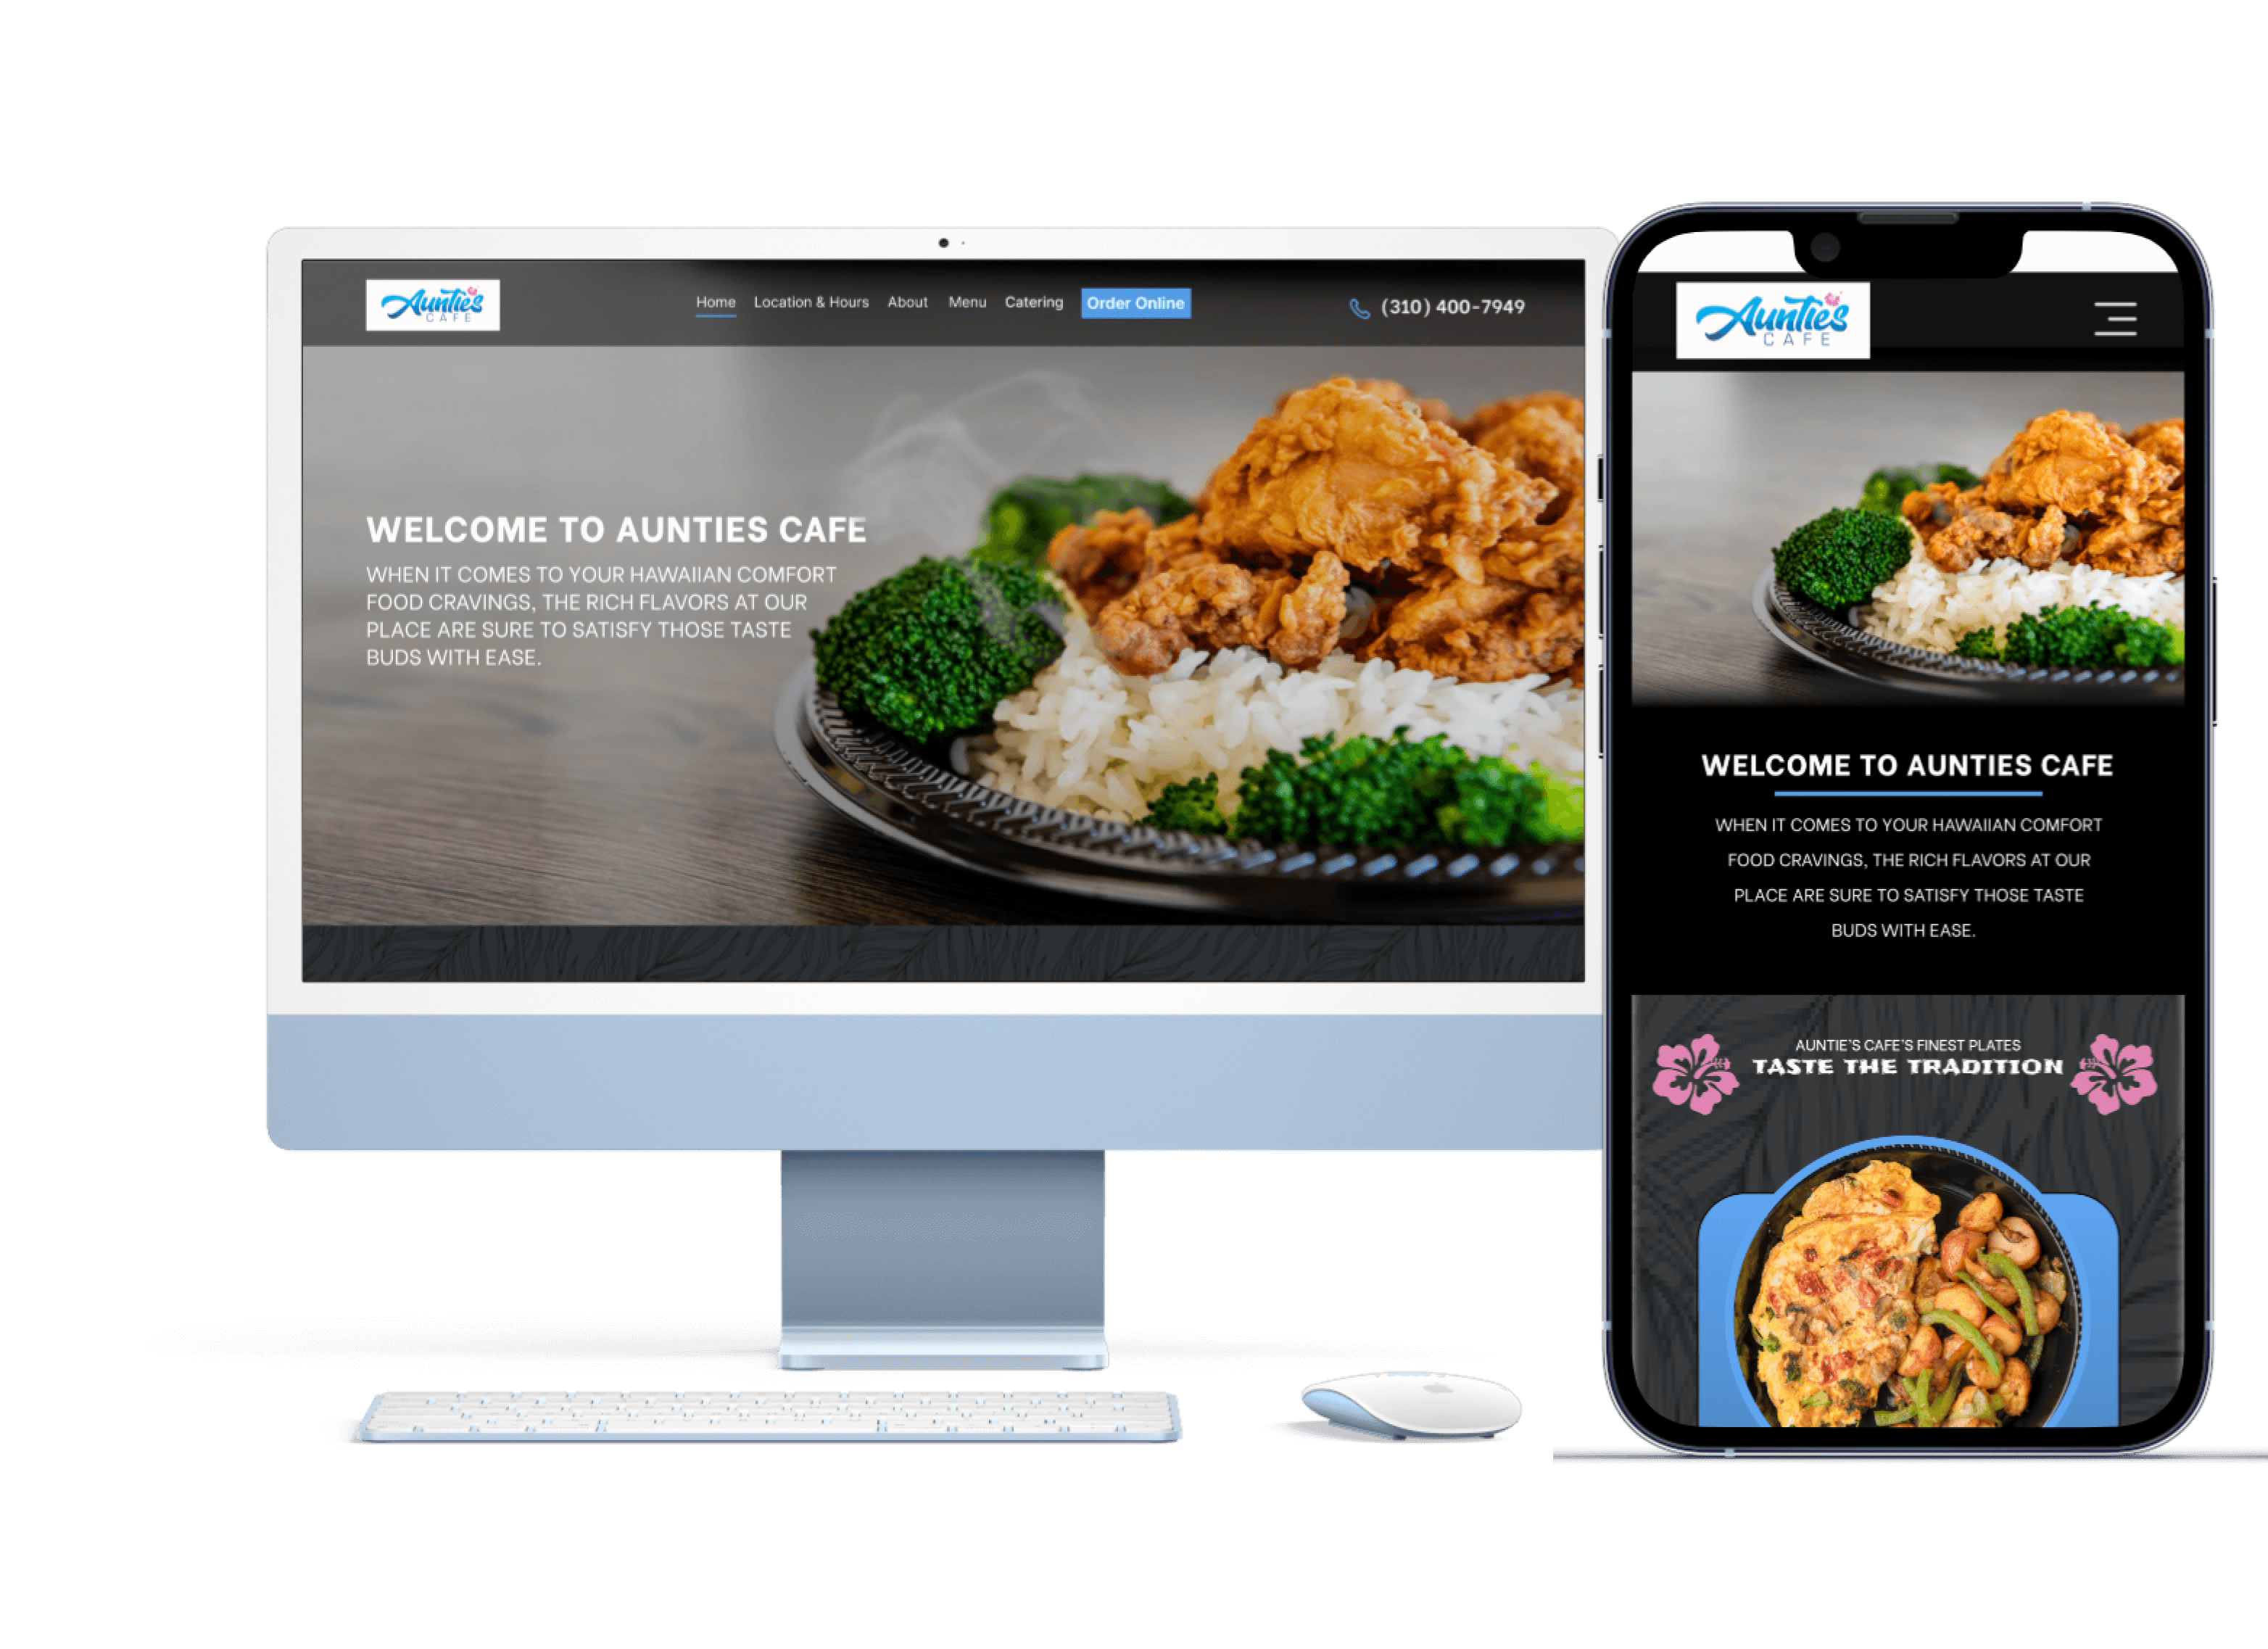 Aunties
CAFE
Home
Location & Hours
About
Menu
Catering
Order Online
(310) 400-7949
WELCOME TO AUNTIES CAFE
WHEN IT COMES TO YOUR HAWAIIAN COMFORT
FOOD CRAVINGS, THE RICH FLAVORS AT OUR
PLACE ARE SURE TO SATISFY THOSE TASTE
BUDS WITH EASE.
Aunties
CAFE
WELCOME TO AUNTIES CAFE
WHEN IT COMES TO YOUR HAWAIIAN COMFORT
FOOD CRAVINGS, THE RICH FLAVORS AT OUR
PLACE ARE SURE TO SATISFY THOSE TASTE
BUDS WITH EASE.
AUNTIE'S CAFE'S FINEST PLATES
TASTE THE TRADITION